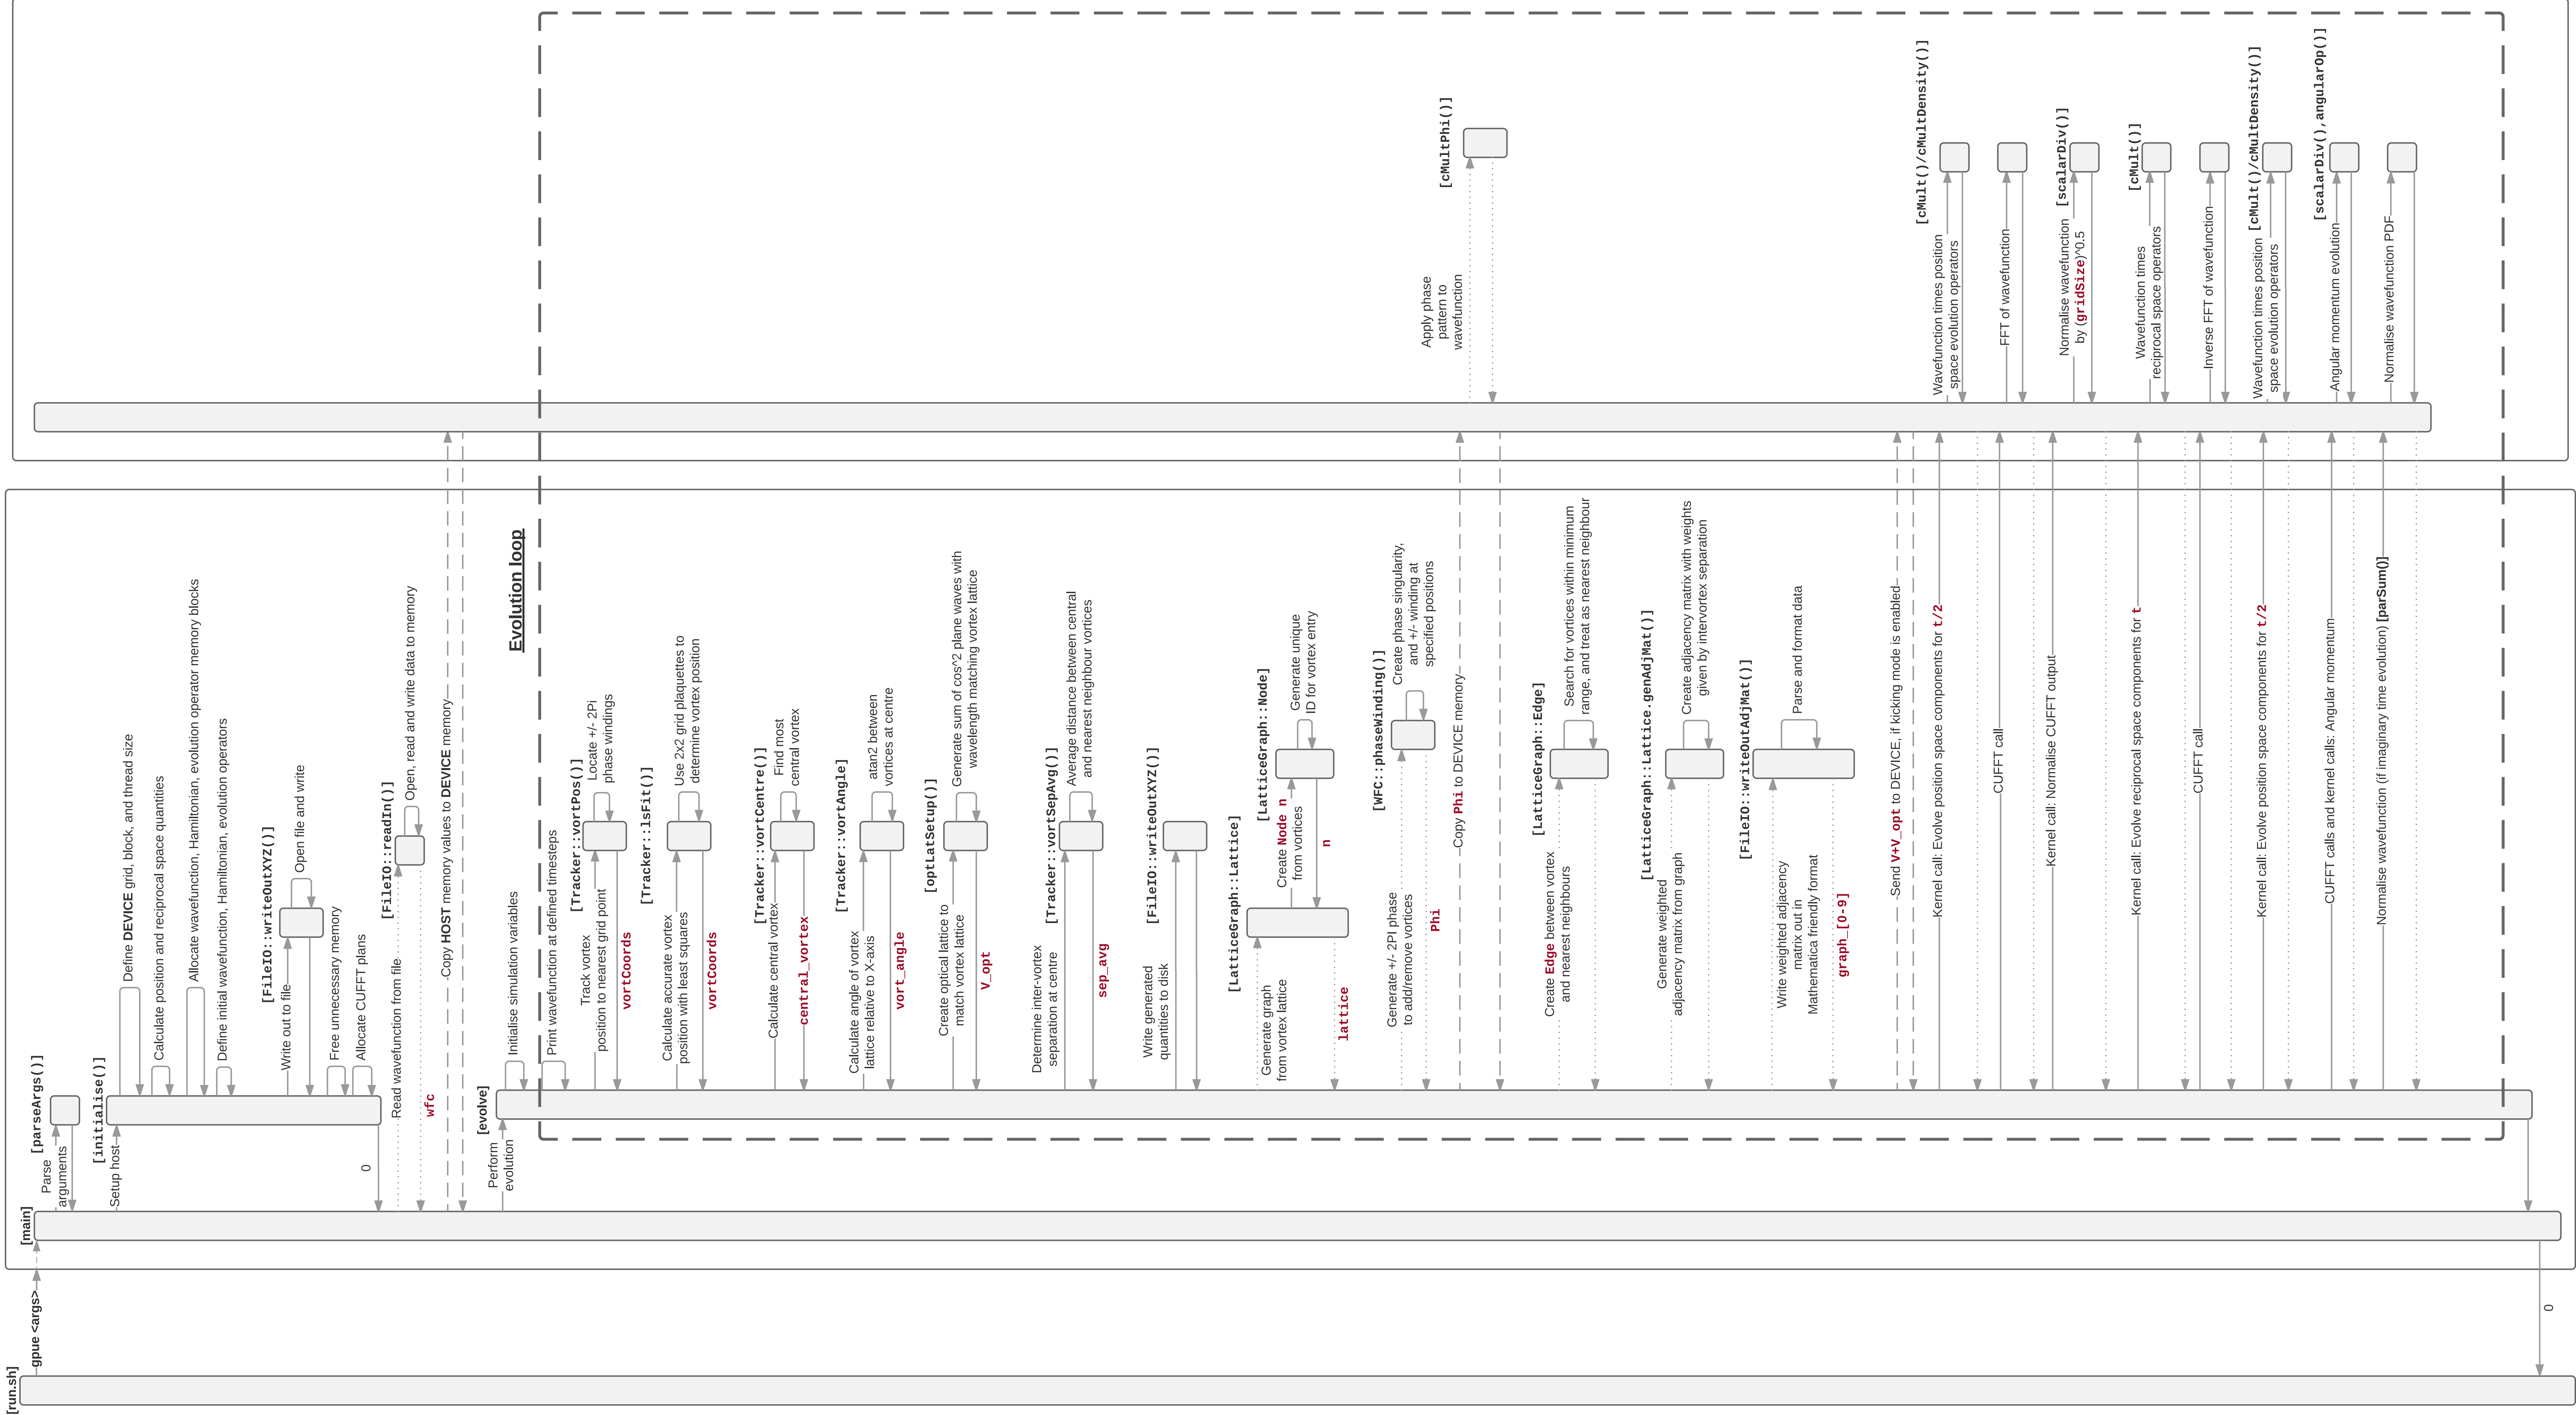 [run.sh]
gpue <args>
0
[main]
[parseArgs()]
Parse
arguments
[initialise()]
Setup host
Define DEVICE grid, block, and thread size
Calculate position and reciprocal space quantities
Allocate wavefunction, Hamiltonian, evolution operator memory blocks
Define initial wavefunction, Hamiltonian, evolution operators
[FileIO::writeOutXYZ()]
Write out to file
Open file and write
Free unnecessary memory
Allocate CUFFT plans
0
[FileIO::readIn()]
Read wavefunction from file
Open, read and write data to memory
wfc
Copy HOST memory values to DEVICE memory
[evolve]
Perform
evolution
Evolution loop
Initialise simulation variables
Print wavefunction at defined timesteps
[Tracker::vortPos()]
Track vortex
position to nearest grid point
Locate +/- 2Pi
phase windings
vortCoords
[Tracker::lsFit()]
Calculate accurate vortex
position with least squares
Use 2x2 grid plaquettes to
determine vortex position
vortCoords
[Tracker::vortCentre()]
Calculate central vortex
Find most
central vortex
central_vortex
[Tracker::vortAngle]
Calculate angle of vortex
lattice relative to X-axis
atan2 between
vortices at centre
vort_angle
[optLatSetup()]
Create optical lattice to
match vortex lattice
Generate sum of cos^2 plane waves with
wavelength matching vortex lattice
V_opt
[Tracker::vortSepAvg()]
Determine inter-vortex
separation at centre
Average distance between central
and nearest neighbour vortices
sep_avg
[FileIO::writeOutXYZ()]
Write generated
quantities to disk
[LatticeGraph::Lattice]
Generate graph
from vortex lattice
[LatticeGraph::Node]
Create Node n
from vortices
Generate unique
ID for vortex entry
n
lattice
[WFC::phaseWinding()]
Generate +/- 2PI phase
to add/remove vortices
Create phase singularity,
and +/- winding at
specified positions
Phi
Copy Phi to DEVICE memory
[cMultPhi()]
Apply phase
pattern to
wavefunction
[LatticeGraph::Edge]
Create Edge between vortex
and nearest neighbours
Search for vortices within minimum
range, and treat as nearest neighbour
[LatticeGraph::Lattice.genAdjMat()]
Generate weighted
adjacency matrix from graph
Create adjacency matrix with weights
given by intervortex separation
[FileIO::writeOutAdjMat()]
Write weighted adjacency
matrix out in
Mathematica friendly format
Parse and format data
graph_[0-9]
Send V+V_opt to DEVICE, if kicking mode is enabled
Kernel call: Evolve position space components for t/2
[cMult()/cMultDensity()]
Wavefunction times position
space evolution operators
CUFFT call
FFT of wavefunction
Kernel call: Normalise CUFFT output
[scalarDiv()]
Normalise wavefunction
by (gridSize)^0.5
Kernel call: Evolve reciprocal space components for t
[cMult()]
Wavefunction times
reciprocal space operators
CUFFT call
Inverse FFT of wavefunction
Kernel call: Evolve position space components for t/2
[cMult()/cMultDensity()]
Wavefunction times position
space evolution operators
CUFFT calls and kernel calls: Angular momentum
[scalarDiv(),angularOp()]
Angular momentum evolution
Normalise wavefunction (if imaginary time evolution) [parSum()]
Normalise wavefunction PDF